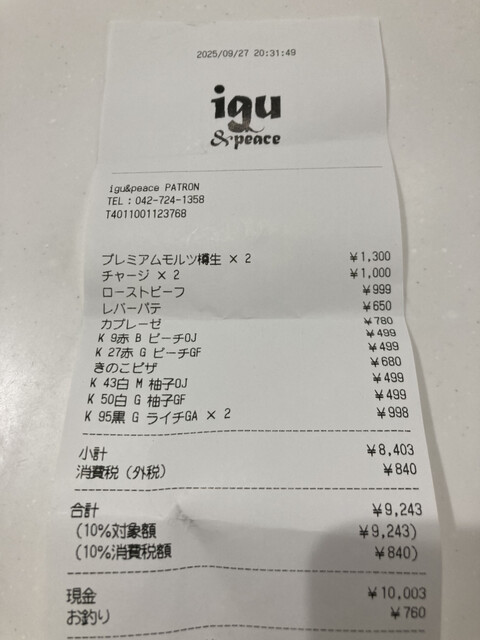 2025/09/27 20:31:49
igu
&peace
igu&peace PATRON
TEL：042-724-1358
T4011001123768
プレミアムモルツ樽生 × 2 ￥1,300
チャージ × 2 ￥1,000
ローストビーフ ￥999
レバーパテ ￥650
カプレーゼ ￥780
K 9赤 B ピーチOJ ￥499
K 27赤 G ピーチGF ￥499
きのこピザ ￥680
K 43白 M 柚子OJ ￥499
K 50白 G 柚子GF ￥499
K 95黒 G ライチGA × 2 ￥998
小計 ￥8,403
消費税（外税） ￥840
合計 ￥9,243
(10%対象額 ￥9,243)
(10%消費税額 ￥840)
現金 ￥10,003
お釣り ￥760